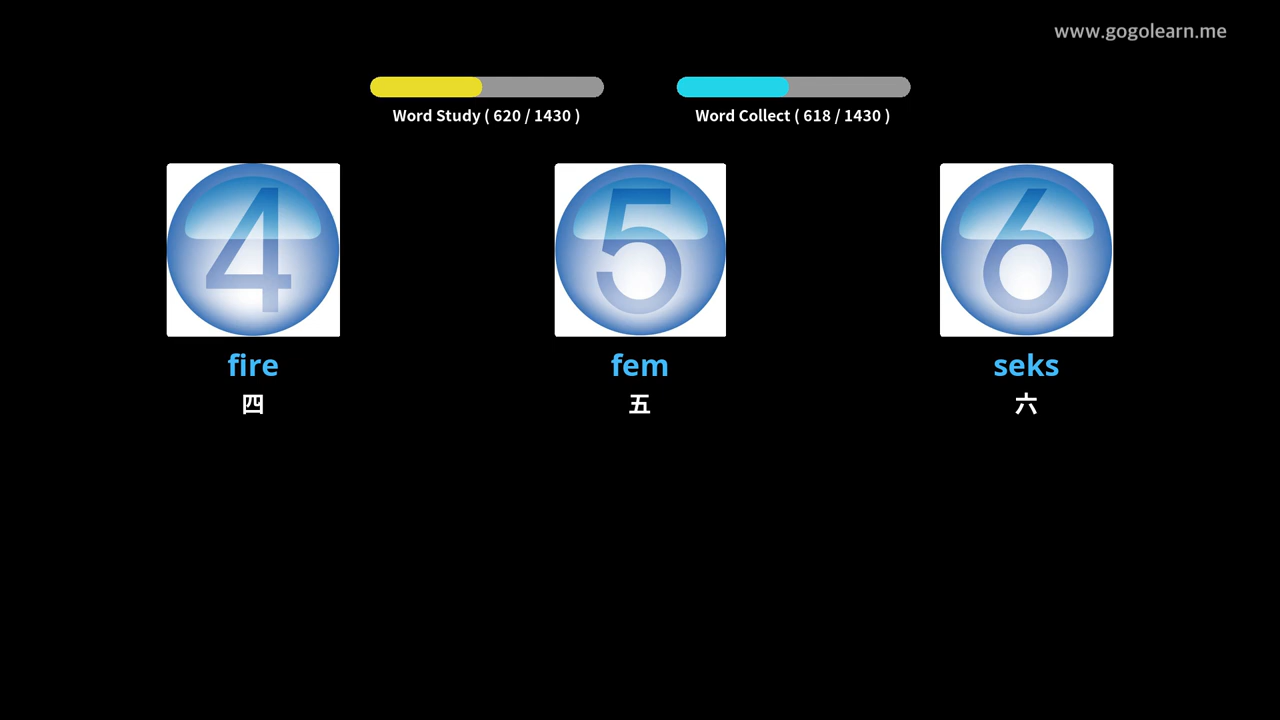 www.gogolearn.me
Word Study ( 620 / 1430 )
Word Collect ( 618 / 1430 )
4
5
6
fire
fem
seks
四
五
六